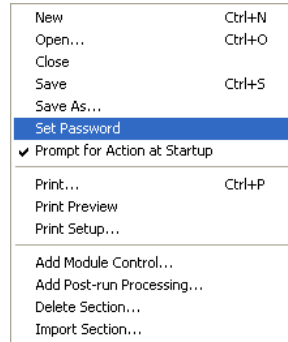 New Ctrl+N
Open... Ctrl+O
Close
Save Ctrl+S
Save As...
Set Password
Prompt for Action at Startup
Print... Ctrl+P
Print Preview
Print Setup...
Add Module Control...
Add Post-run Processing...
Delete Section...
Import Section...